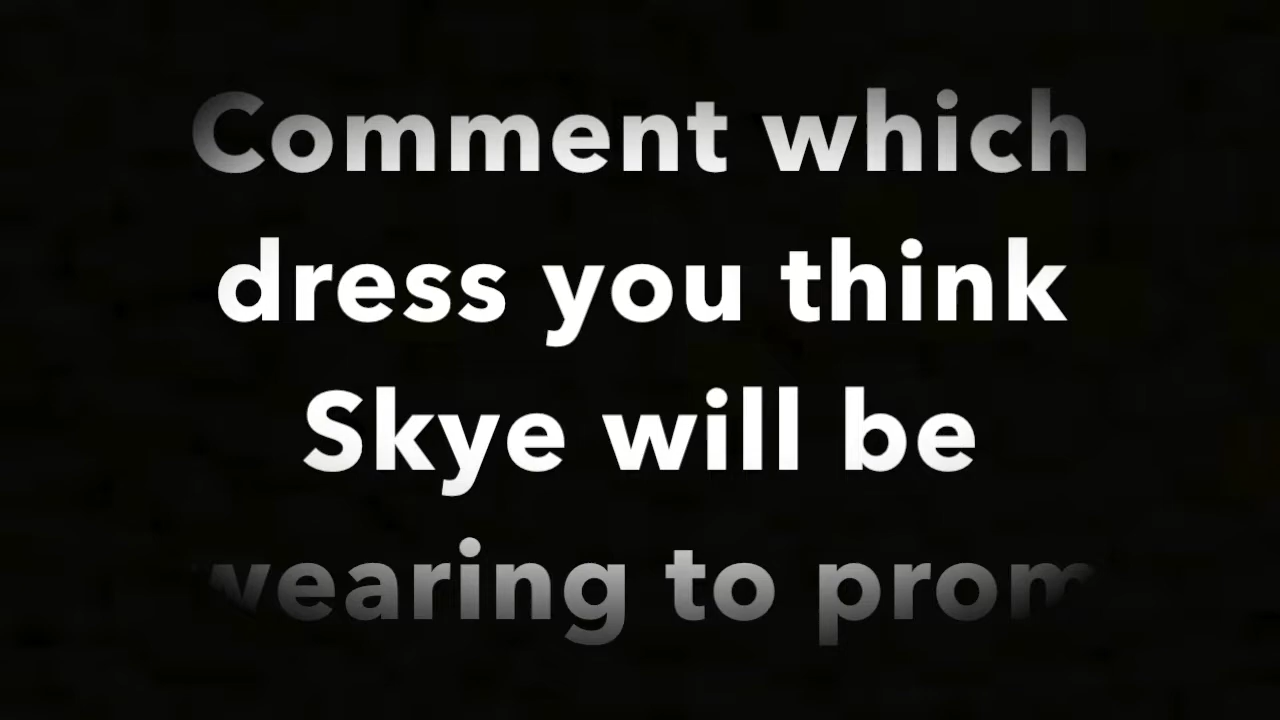 Comment which
dress you think
Skye will be
wearing to prom